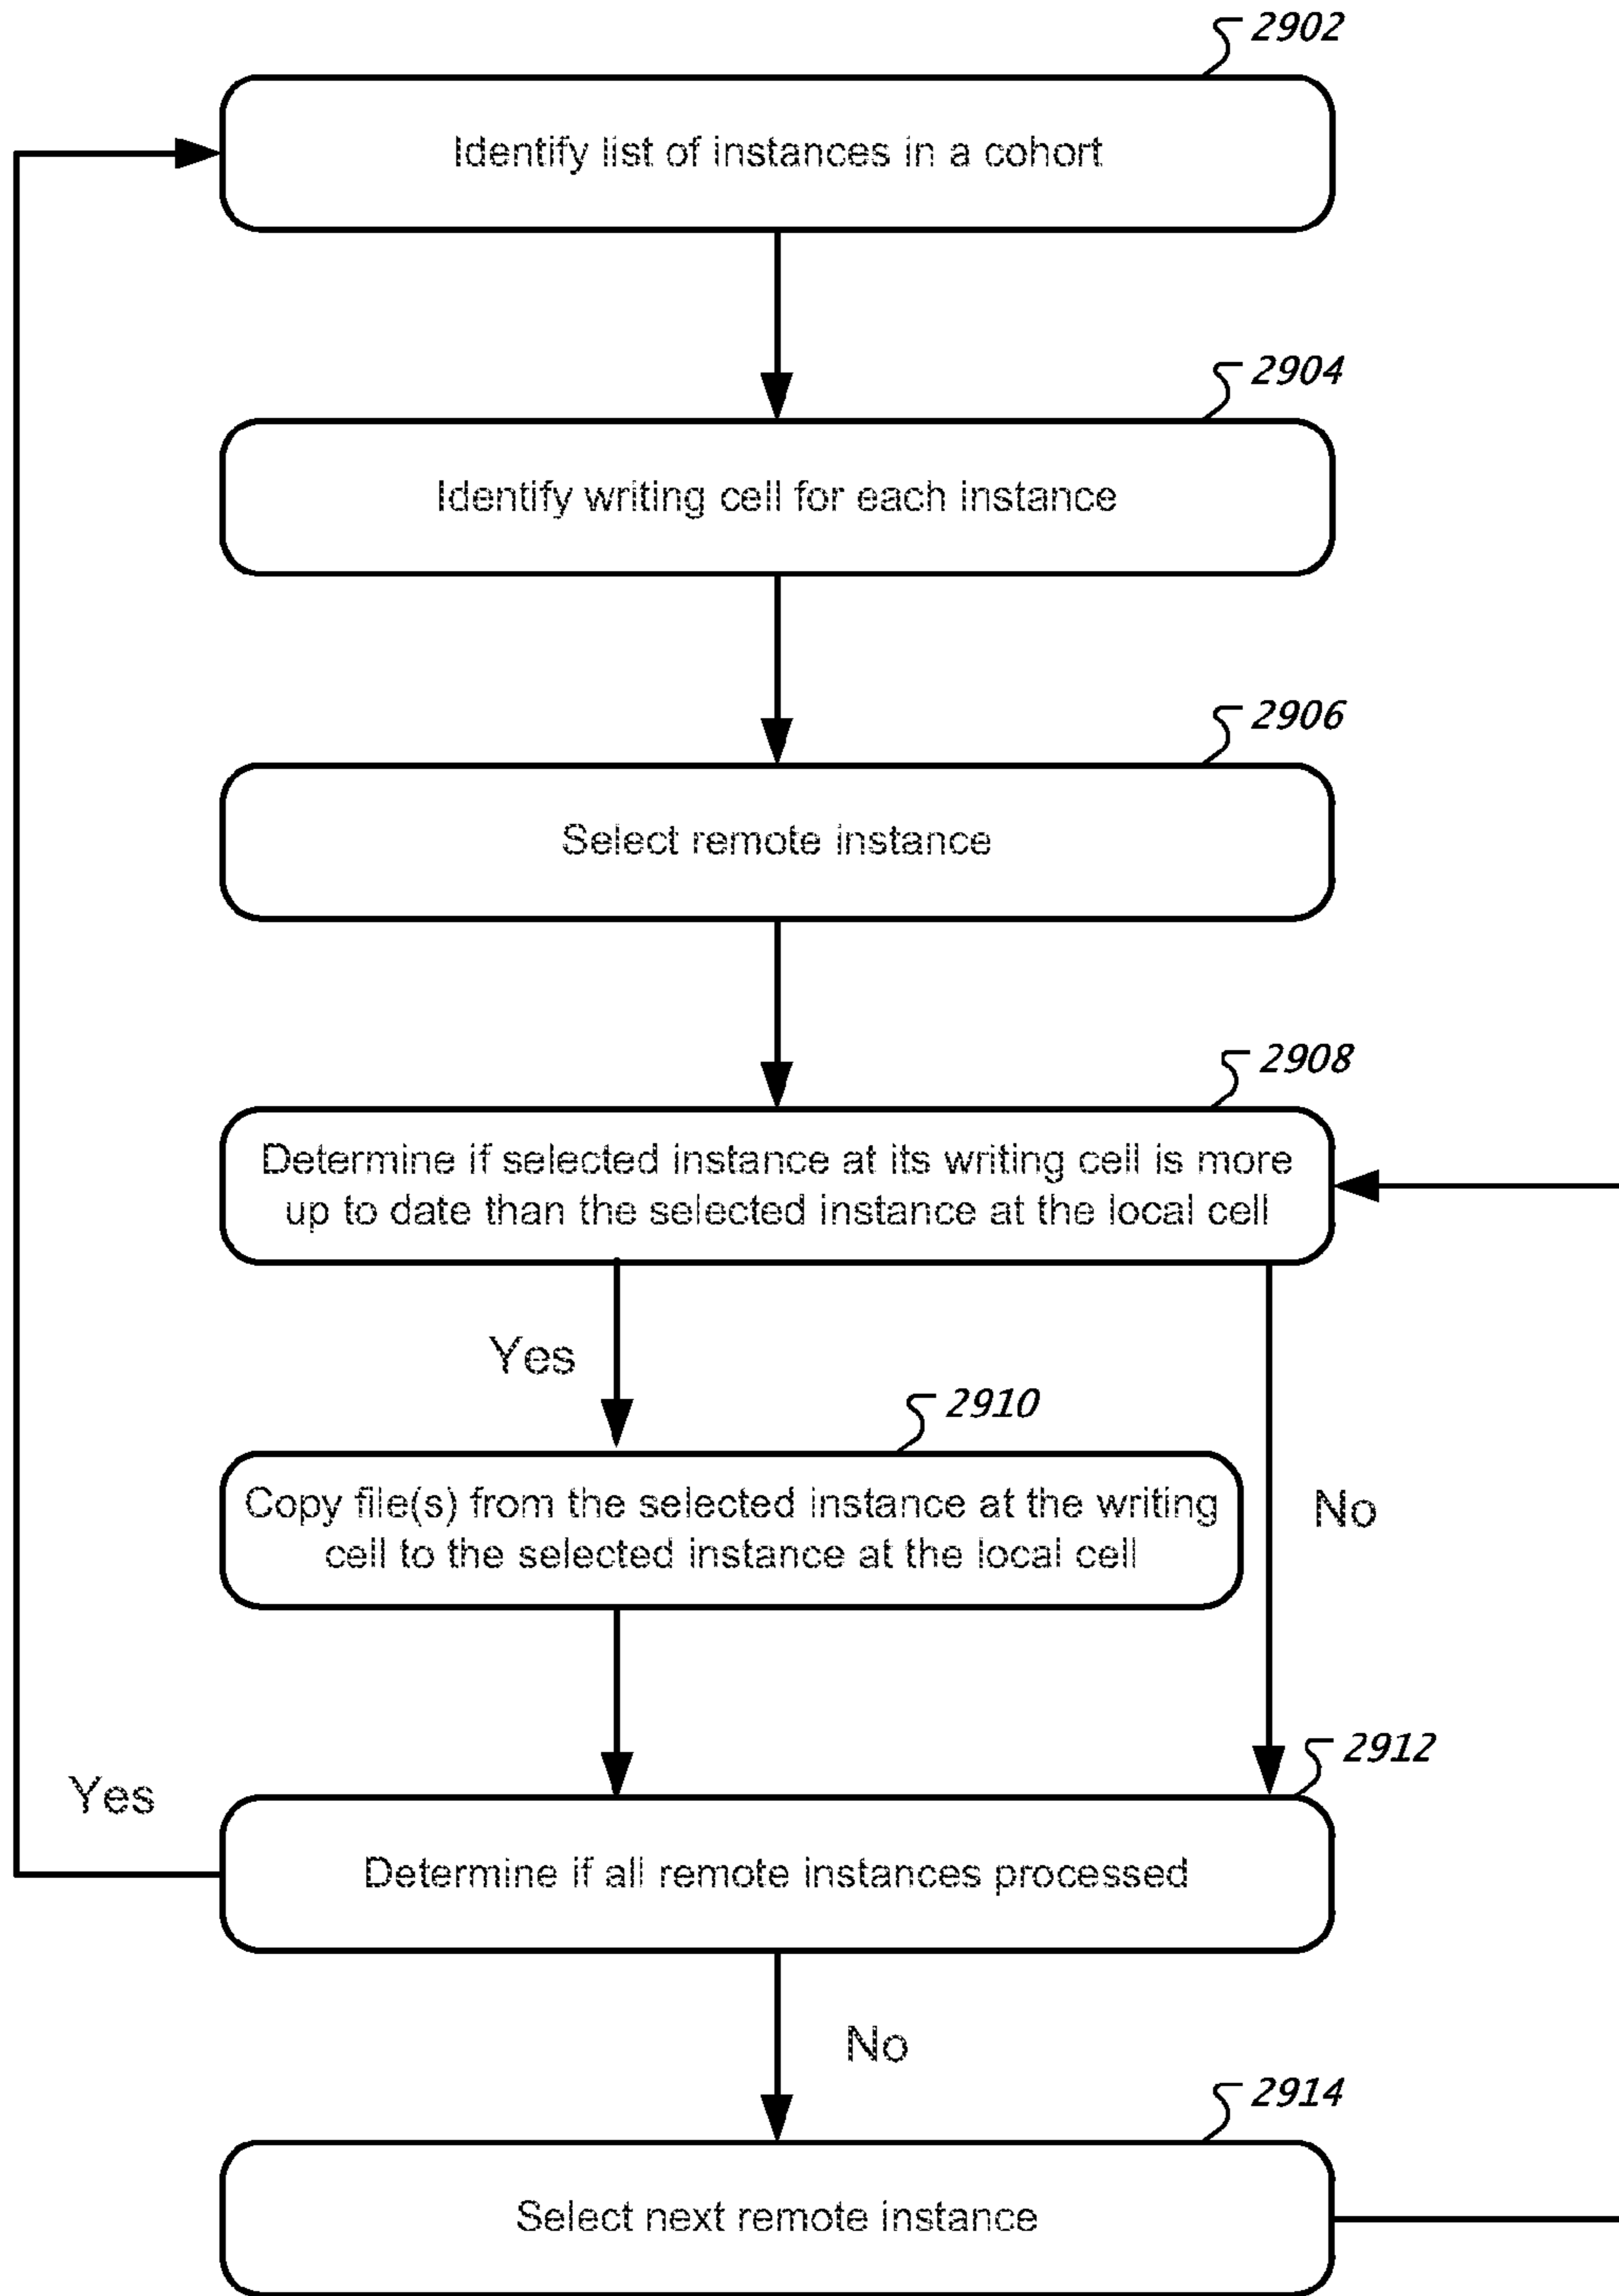 2902
Identify list of instances in a cohort
2904
Identify writing cell for each instance
2906
Select remote instance
2908
Determine if selected instance at its writing cell is more
up to date than the selected instance at the local cell
Yes
2910
Copy file(s) from the selected instance at the writing
cell to the selected instance at the local cell
No
2912
Yes
Determine if all remote instances processed
No
2914
Select next remote instance